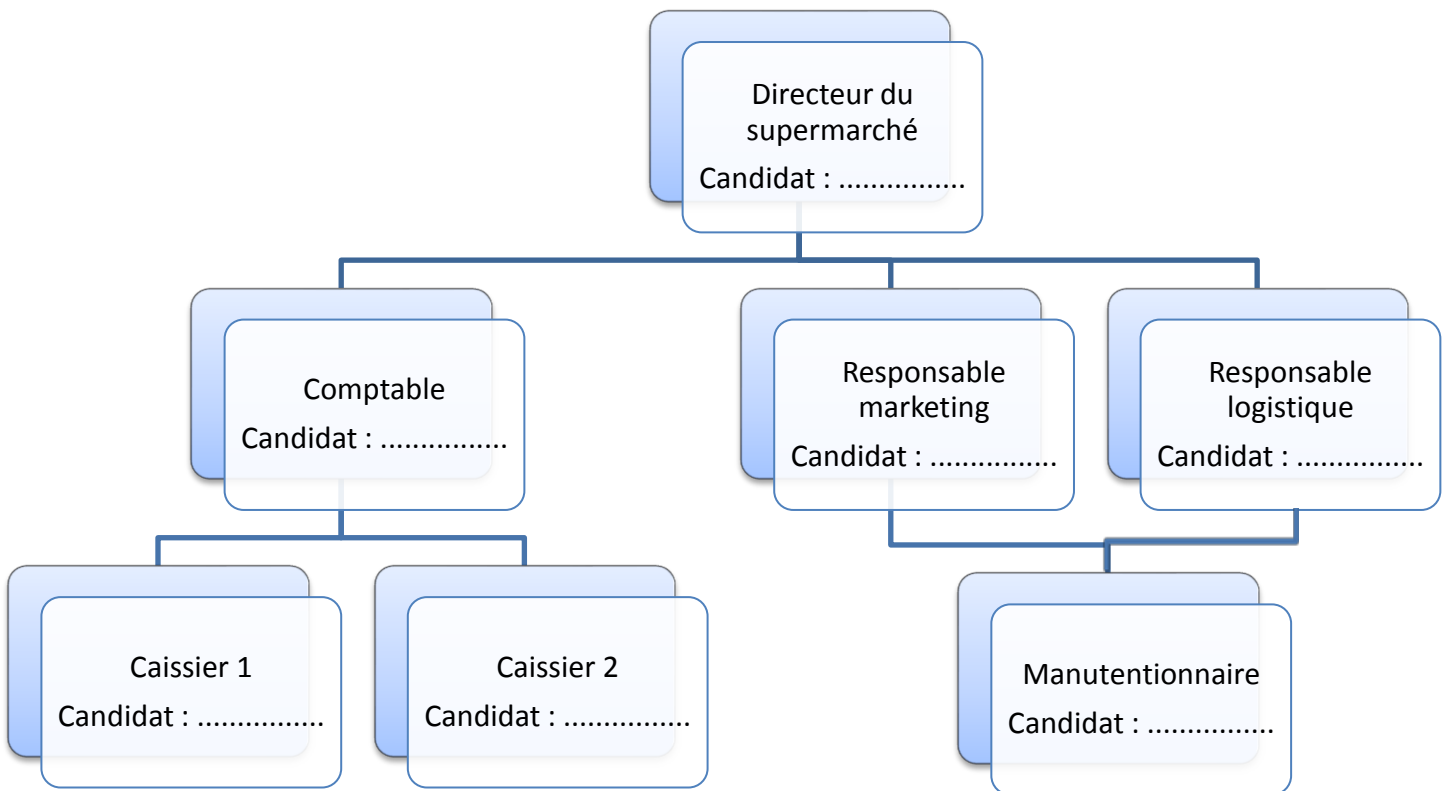 Directeur du
supermarché
Candidat : ................
Comptable
Candidat : ................
Responsable
marketing
Candidat : ................
Responsable
logistique
Candidat : ................
Caissier 1
Candidat : ................
Caissier 2
Candidat : ................
Manutentionnaire
Candidat : ................